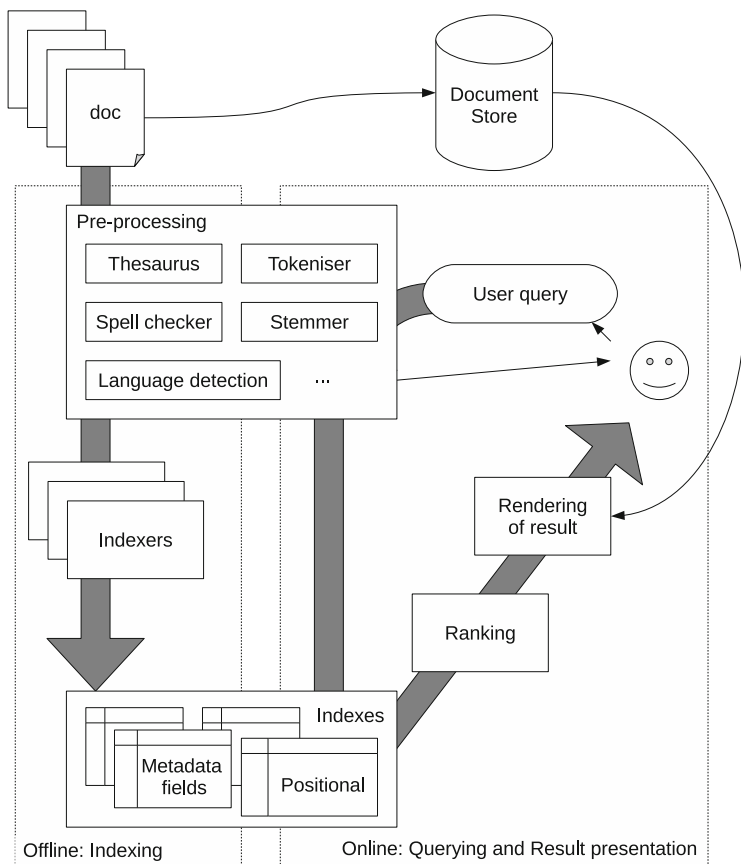 doc
Document
Store
Pre-processing
Thesaurus
Tokeniser
User query
Spell checker
Stemmer
Language detection
...
Rendering
of result
Indexers
Ranking
Indexes
Metadata
fields
Positional
Offline: Indexing
Online: Querying and Result presentation